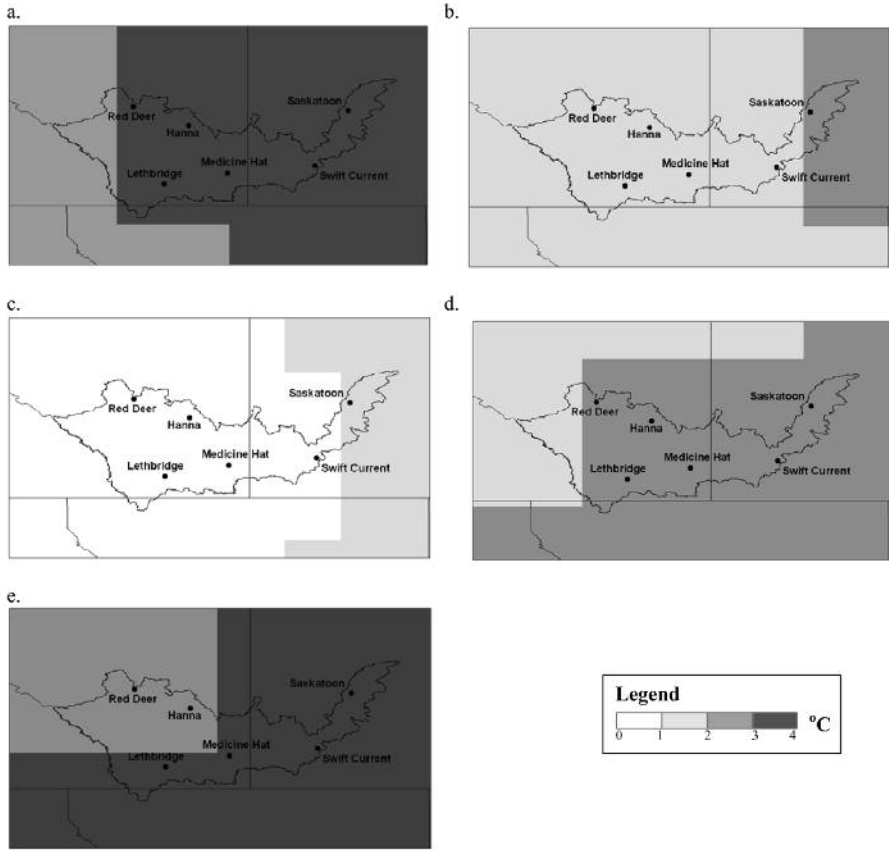 a.
Saskatoon
Red Deer
Hanna
Medicine Hat
Lethbridge
Swift Current
b.
Saskatoon
Red Deer
Hanna
Medicine Hat
Lethbridge
Swift Current
c.
Saskatoon
Red Deer
Hanna
Medicine Hat
Lethbridge
Swift Current
d.
Saskatoon
Red Deer
Hanna
Lethbridge
Medicine Hat
Swift Current
e.
Saskatoon
Red Deer
Hanna
Medicine Hat
Lethbridge
Swift Current
Legend
0 1 2 3 4 °C